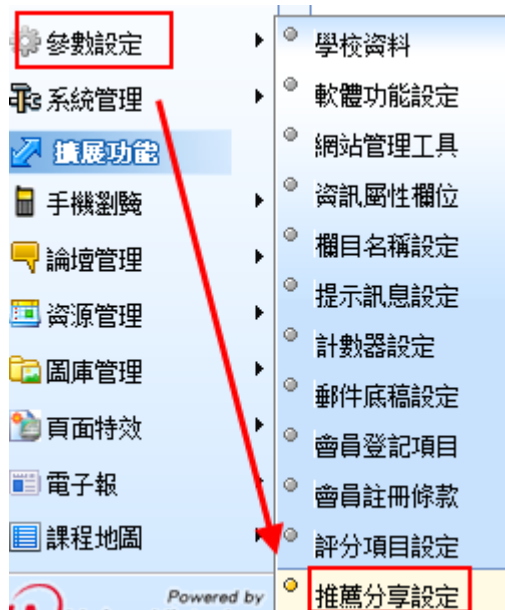 參數設定
系統管理
擴展功能
手機瀏覽
論壇管理
資源管理
圖庫管理
頁面特效
電子報
課程地圖
Powered by
學校資料
軟體功能設定
網站管理工具
資訊屬性欄位
欄目名稱設定
提示訊息設定
計數器設定
郵件底稿設定
會員登記項目
會員註冊條款
評分項目設定
推薦分享設定